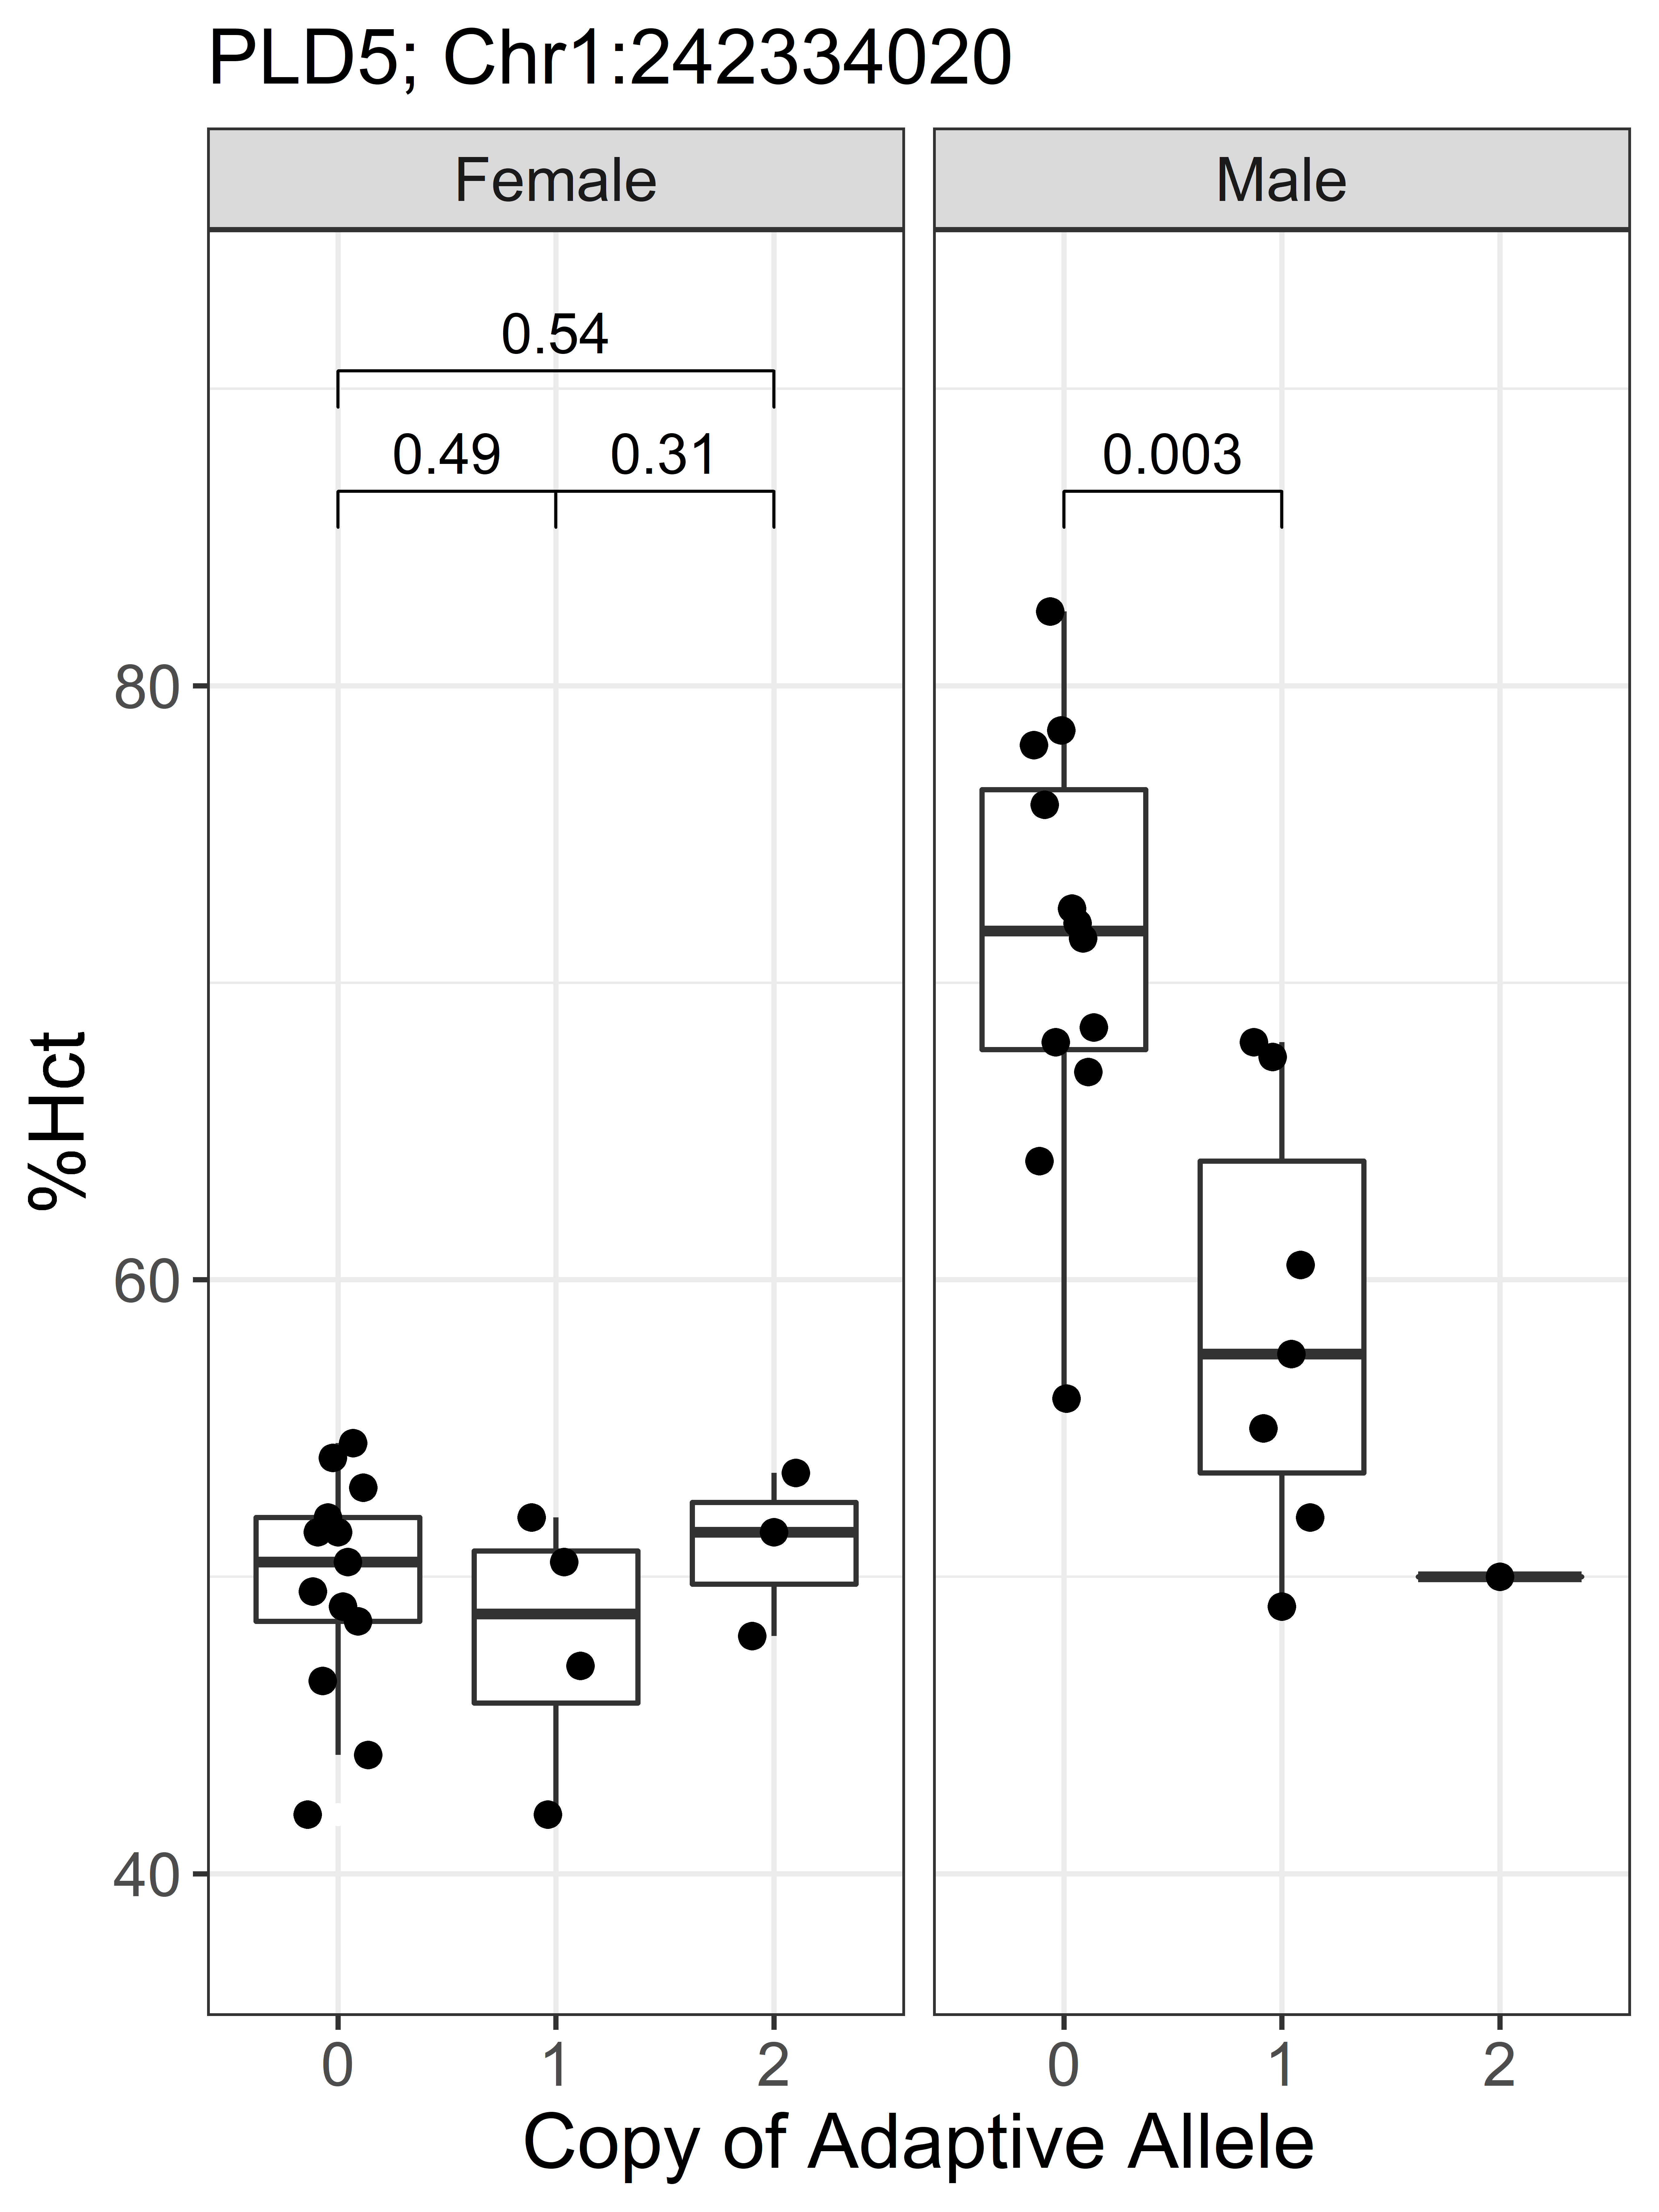 PLD5; Chr1:242334020
Female
Male
0.54
0.49
0.31
0.003
80
60
40
%Hct
0
1
2
0
1
2
Copy of Adaptive Allele